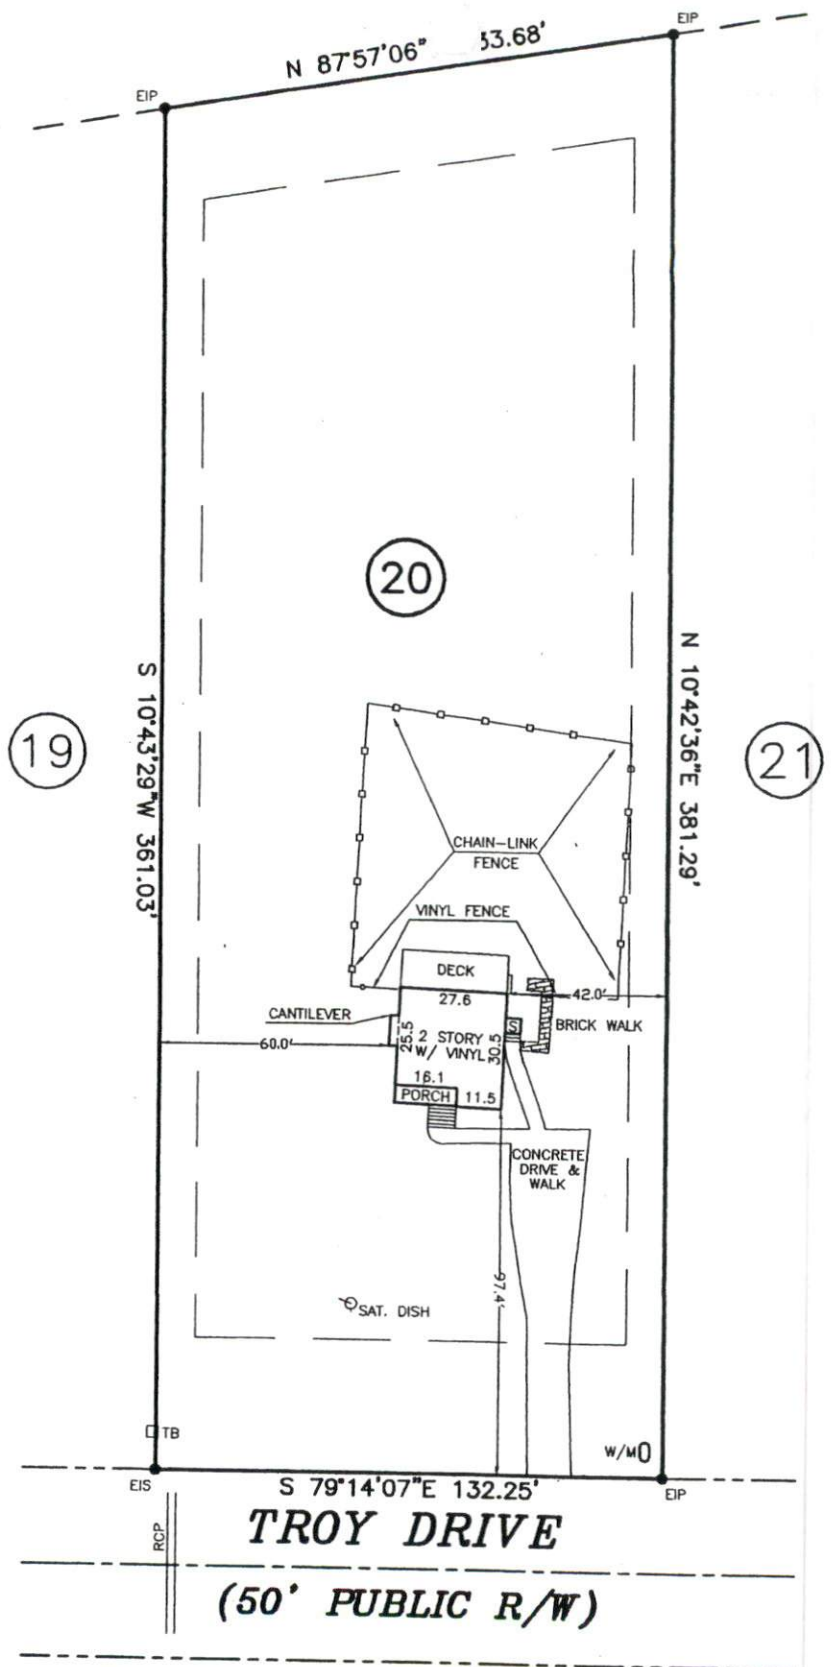 EIP
N 87°57'06" 33.68'
EIP
20
19
S 10°43'29"W 361.03'
N 10°42'36"E 381.29'
21
CHAIN-LINK
FENCE
VINYL FENCE
DECK
27.6
42.0'
CANTILEVER
S
BRICK WALK
60.0'
25.5
2 STORY
W/ VINYL
30.5
16.1
PORCH
11.5
CONCRETE
DRIVE &
WALK
97.4'
SAT. DISH
TB
W/M
EIS
S 79°14'07"E 132.25'
EIP
RCP
TROY DRIVE
(50' PUBLIC R/W)